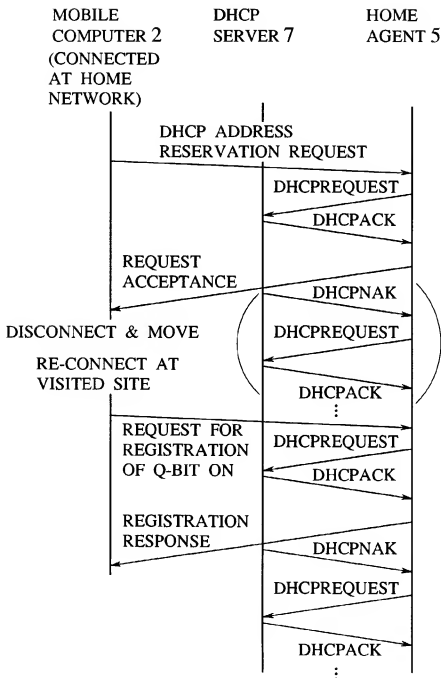 MOBILE
COMPUTER 2
(CONNECTED
AT HOME
NETWORK)
DHCP
SERVER 7
HOME
AGENT 5
DHCP ADDRESS
RESERVATION REQUEST
DHCPREQUEST
DHCPACK
REQUEST
ACCEPTANCE
DHCPNAK
DISCONNECT & MOVE
DHCPREQUEST
RE-CONNECT AT
VISITED SITE
DHCPACK
REQUEST FOR
REGISTRATION
OF Q-BIT ON
DHCPREQUEST
DHCPACK
REGISTRATION
RESPONSE
DHCPNAK
DHCPREQUEST
DHCPACK